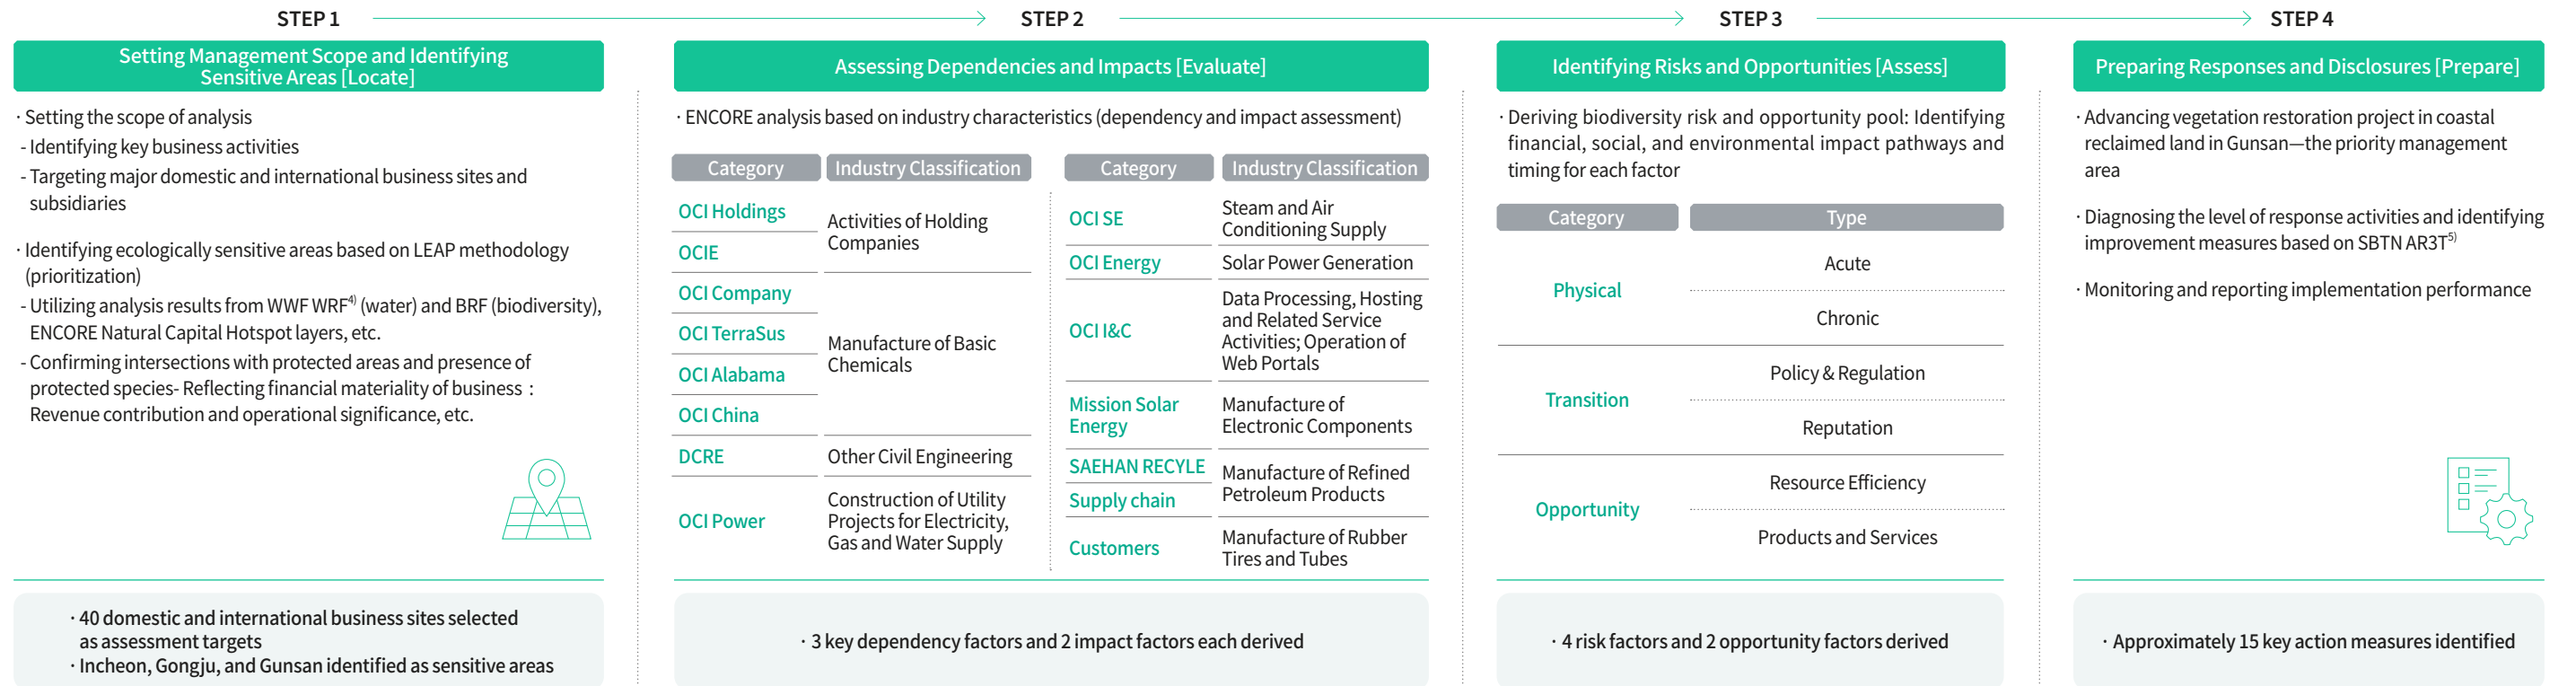 STEP 1
STEP 2
STEP 3
STEP 4
Setting Management Scope and Identifying
Sensitive Areas [Locate]
· Setting the scope of analysis
- Identifying key business activities
- Targeting major domestic and international business sites and
subsidiaries
· Identifying ecologically sensitive areas based on LEAP methodology
(prioritization)
- Utilizing analysis results from WWF WRF4) (water) and BRF (biodiversity),
ENCORE Natural Capital Hotspot layers, etc.
- Confirming intersections with protected areas and presence of
protected species- Reflecting financial materiality of business :
Revenue contribution and operational significance, etc.
· 40 domestic and international business sites selected
as assessment targets
· Incheon, Gongju, and Gunsan identified as sensitive areas
Assessing Dependencies and Impacts [Evaluate]
· ENCORE analysis based on industry characteristics (dependency and impact assessment)
Category
Industry Classification
OCI Holdings
OCIE
Activities of Holding
Companies
OCI Company
OCI TerraSus
OCI Alabama
OCI China
Manufacture of Basic
Chemicals
DCRE
Other Civil Engineering
OCI Power
Construction of Utility
Projects for Electricity,
Gas and Water Supply
Category
Industry Classification
OCI SE
Steam and Air
Conditioning Supply
OCI Energy
Solar Power Generation
OCI I&C
Data Processing, Hosting
and Related Service
Activities; Operation of
Web Portals
Mission Solar
Energy
Manufacture of
Electronic Components
SAEHAN RECYLE
Supply chain
Manufacture of Refined
Petroleum Products
Customers
Manufacture of Rubber
Tires and Tubes
· 3 key dependency factors and 2 impact factors each derived
Identifying Risks and Opportunities [Assess]
· Deriving biodiversity risk and opportunity pool: Identifying
financial, social, and environmental impact pathways and
timing for each factor
Category
Type
Physical
Acute
Chronic
Transition
Policy & Regulation
Reputation
Opportunity
Resource Efficiency
Products and Services
· 4 risk factors and 2 opportunity factors derived
Preparing Responses and Disclosures [Prepare]
· Advancing vegetation restoration project in coastal
reclaimed land in Gunsan—the priority management
area
· Diagnosing the level of response activities and identifying
improvement measures based on SBTN AR3T5)
· Monitoring and reporting implementation performance
· Approximately 15 key action measures identified